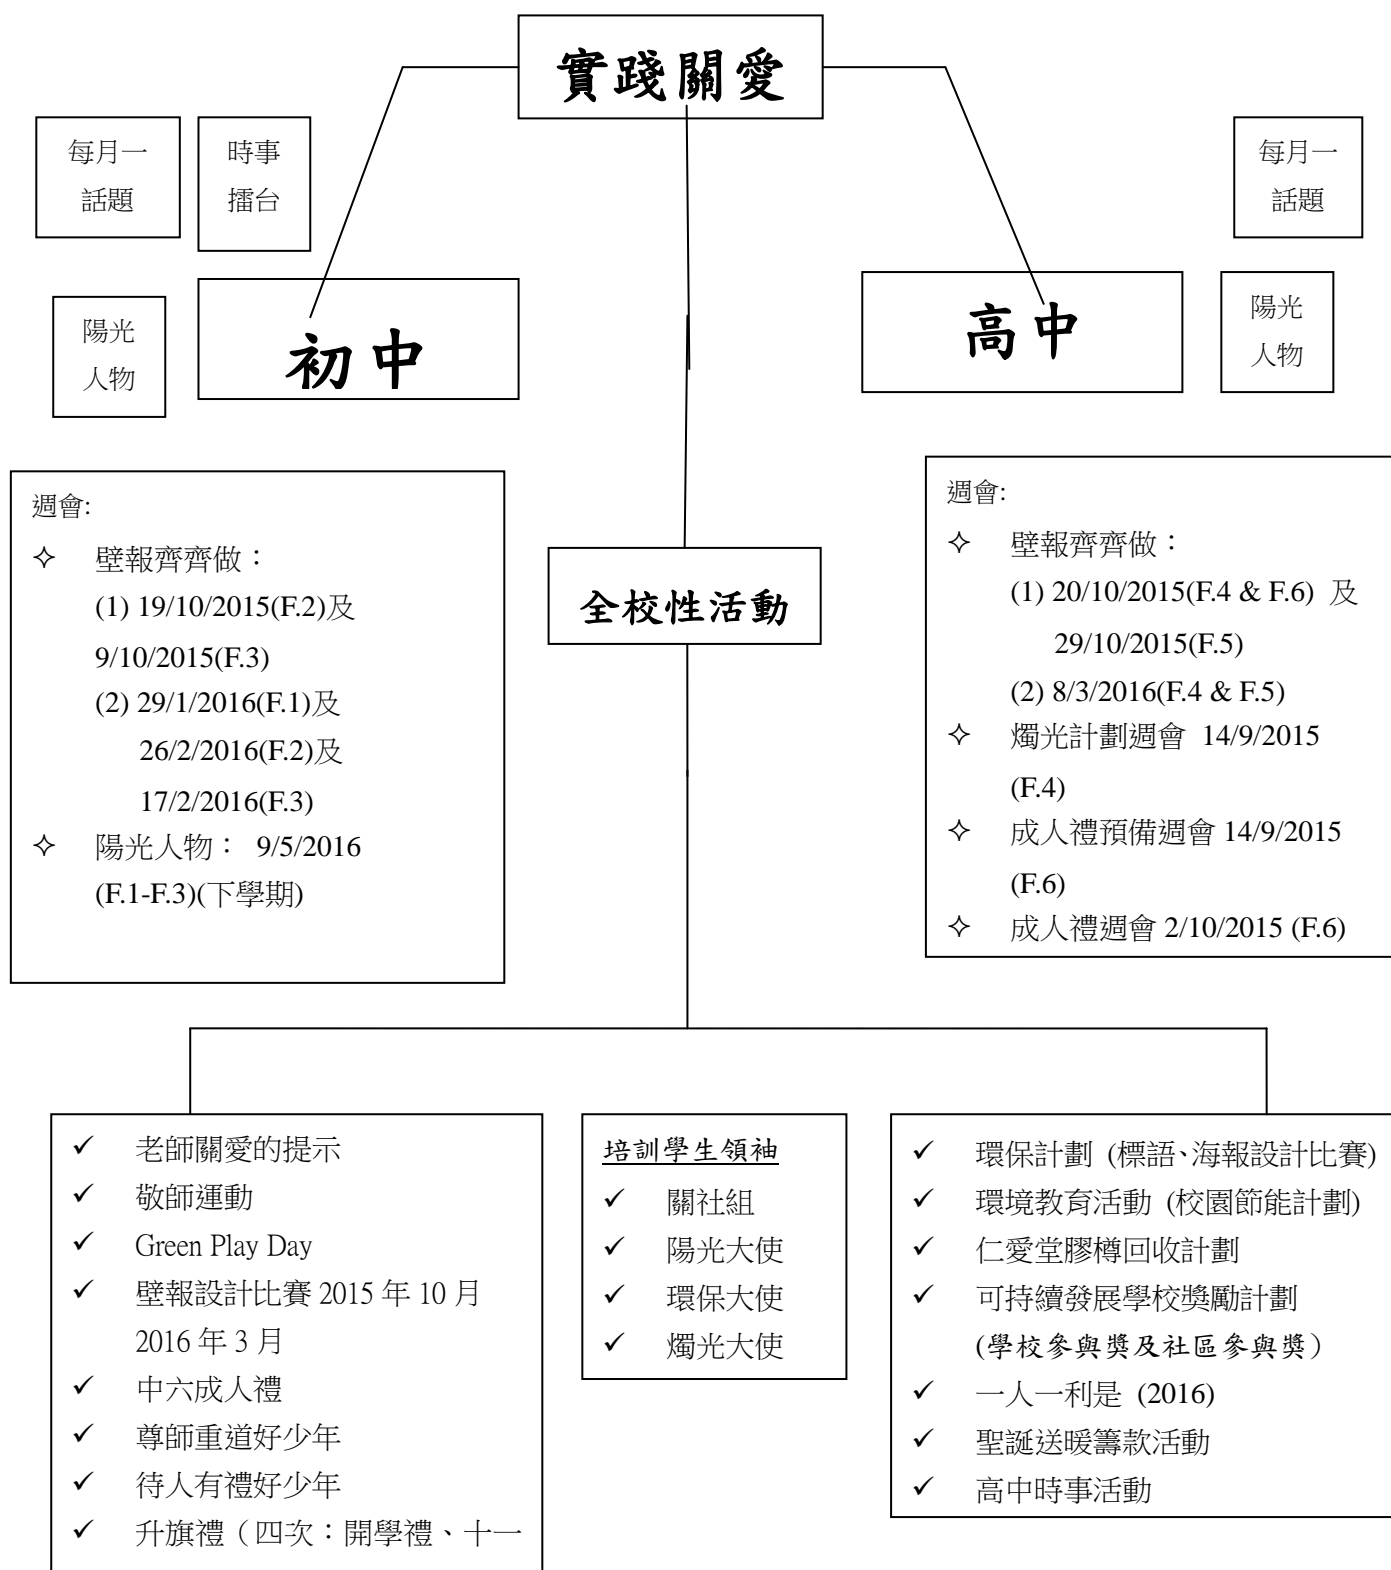 實踐關愛
每月一
話題
時事
擂台
每月一
話題
陽光
人物
初中
高中
陽光
人物
週會:
✧ 壁報齊齊做：
(1) 19/10/2015(F.2)及
9/10/2015(F.3)
(2) 29/1/2016(F.1)及
26/2/2016(F.2)及
17/2/2016(F.3)
✧ 陽光人物： 9/5/2016
(F.1-F.3)(下學期)
全校性活動
週會:
✧ 壁報齊齊做：
(1) 20/10/2015(F.4 & F.6) 及
29/10/2015(F.5)
(2) 8/3/2016(F.4 & F.5)
✧ 燭光計劃週會 14/9/2015
(F.4)
✧ 成人禮預備週會 14/9/2015
(F.6)
✧ 成人禮週會 2/10/2015 (F.6)
✓ 老師關愛的提示
✓ 敬師運動
✓ Green Play Day
✓ 壁報設計比賽 2015 年 10 月
2016 年 3 月
✓ 中六成人禮
✓ 尊師重道好少年
✓ 待人有禮好少年
✓ 升旗禮（四次：開學禮、十一
培訓學生領袖
✓ 關社組
✓ 陽光大使
✓ 環保大使
✓ 燭光大使
✓ 環保計劃 (標語、海報設計比賽)
✓ 環境教育活動 (校園節能計劃)
✓ 仁愛堂膠樽回收計劃
✓ 可持續發展學校獎勵計劃
(學校參與獎及社區參與獎）
✓ 一人一利是 (2016)
✓ 聖誕送暖籌款活動
✓ 高中時事活動